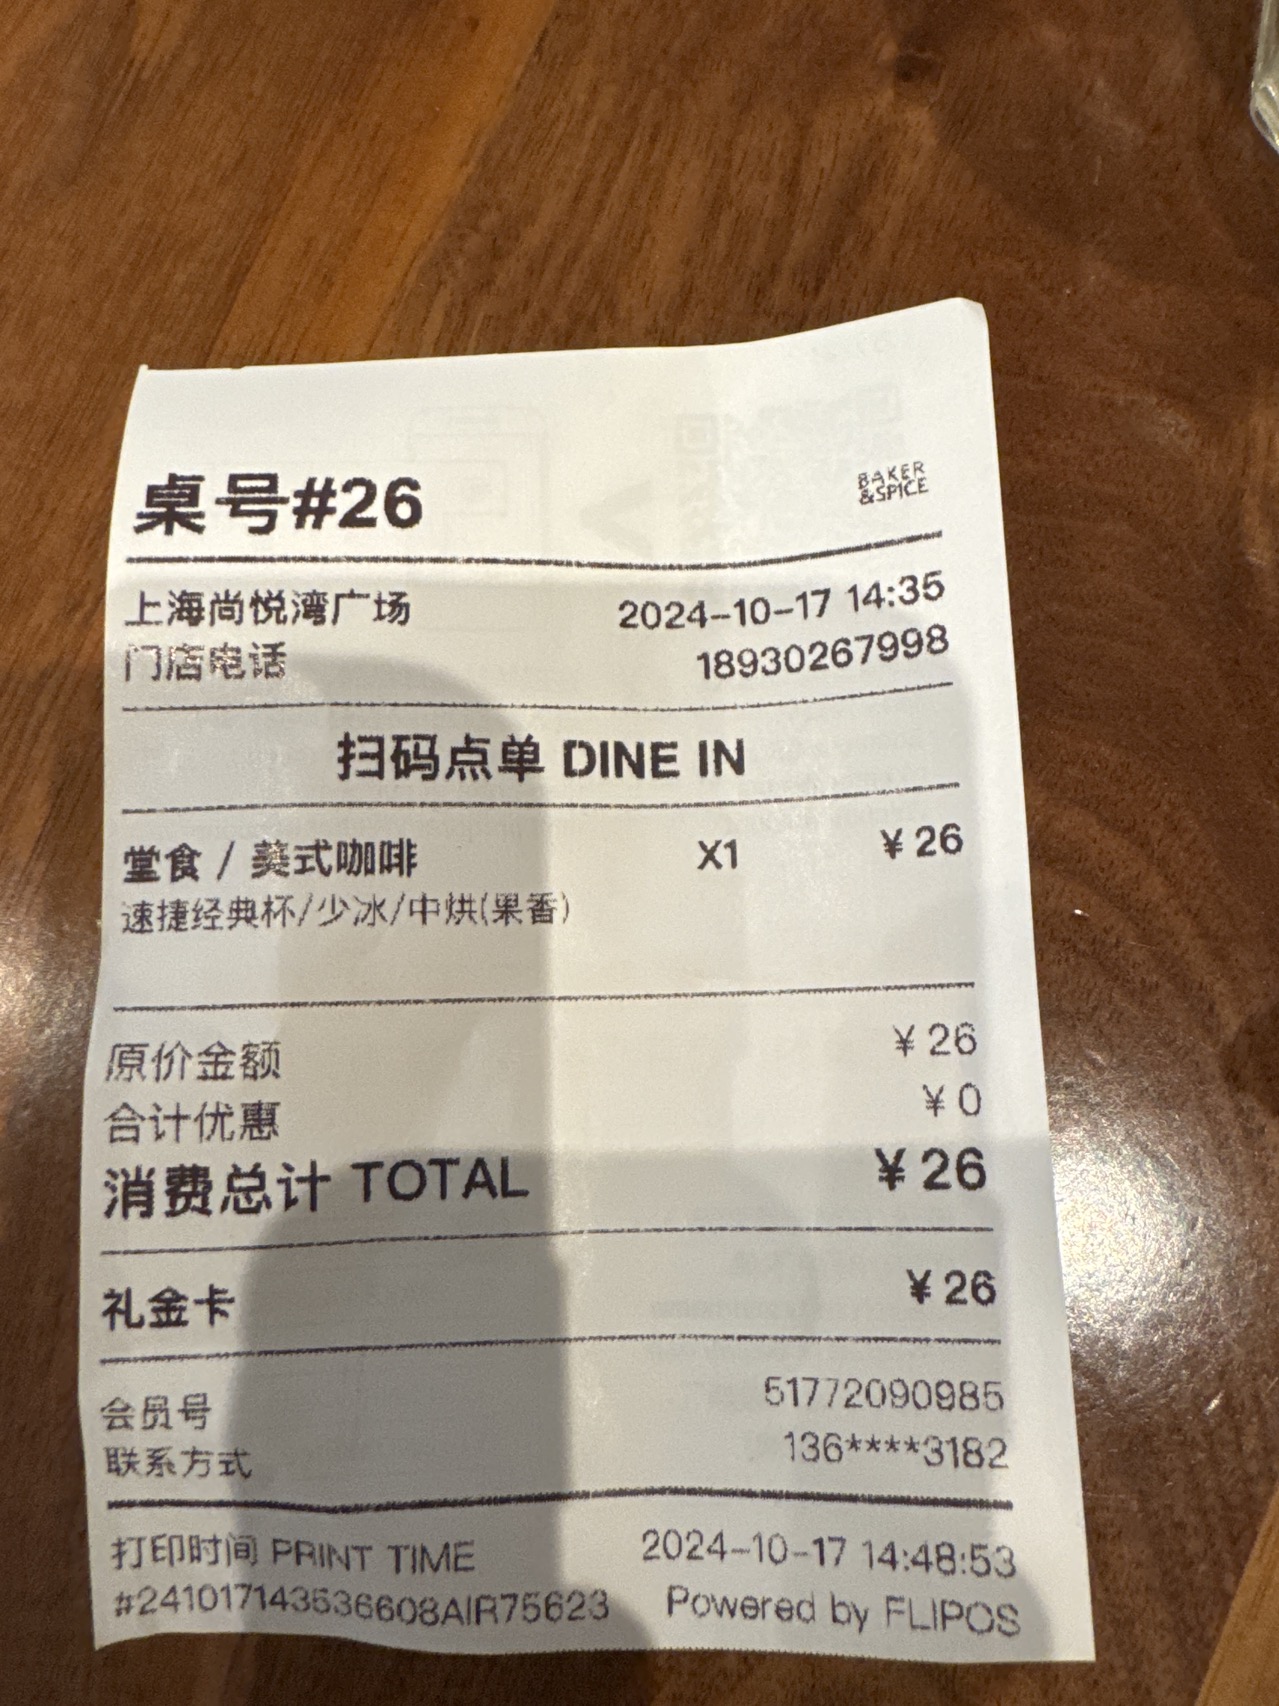 桌号#26
BAKER
&SPICE
上海尚悦湾广场 2024-10-17 14:35
门店电话 18930267998
扫码点单 DINE IN
堂食 / 美式咖啡 X1 ¥26
速捷经典杯/少冰/中烘(果香)
原价金额 ¥26
合计优惠 ¥0
消费总计 TOTAL ¥26
礼金卡 ¥26
会员号 51772090985
联系方式 136****3182
打印时间 PRINT TIME 2024-10-17 14:48:53
#241017143536608AIR75623 Powered by FLIPOS